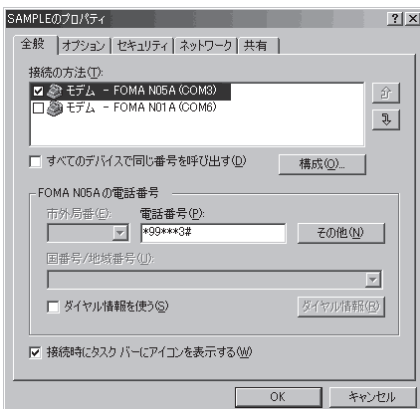 SAMPLEのプロパティ
全般 オプション セキュリティ ネットワーク 共有
接続の方法(T):
モデム - FOMA N05A (COM3)
モデム - FOMA N01A (COM6)
すべてのデバイスで同じ番号を呼び出す(D) 構成(O)...
FOMA N05Aの電話番号
市外局番(E): 電話番号(P):
*99***3# その他(N)
国番号/地域番号(U):
ダイヤル情報を使う(S) ダイヤル情報(R)
接続時にタスク バーにアイコンを表示する(W)
OK キャンセル